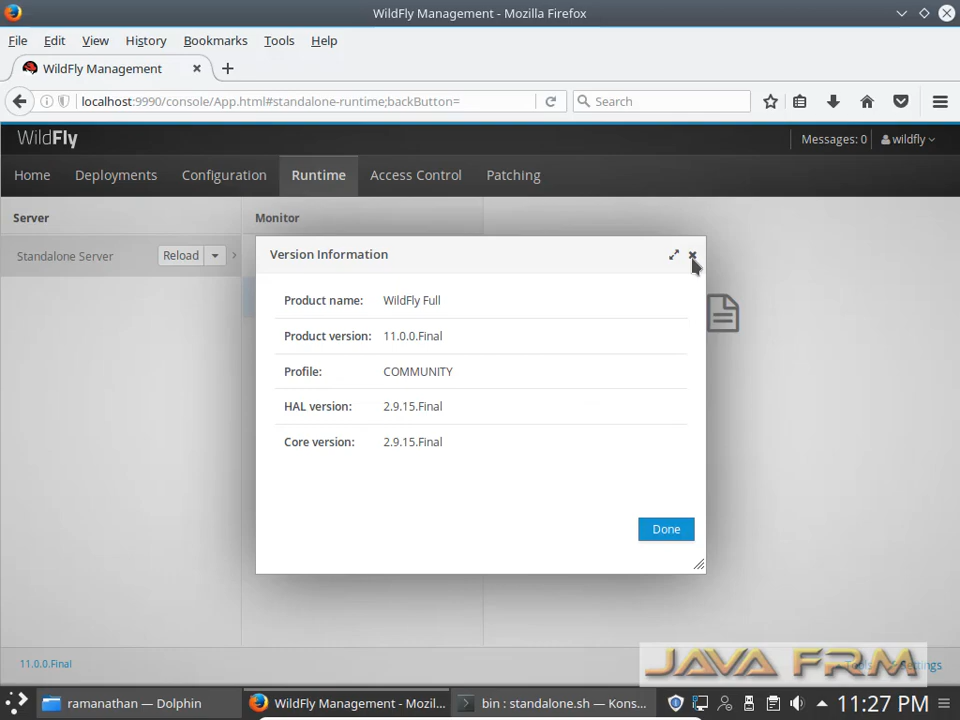 WildFly Management - Mozilla Firefox
File Edit View History Bookmarks Tools Help
WildFly Management
localhost:9990/console/App.html#standalone-runtime;backButton=
Search
WildFly
Messages: 0
wildfly
Home Deployments Configuration Runtime Access Control Patching
Server Monitor
Standalone Server Reload
Version Information
Product name: WildFly Full
Product version: 11.0.0.Final
Profile: COMMUNITY
HAL version: 2.9.15.Final
Core version: 2.9.15.Final
Done
11.0.0.Final
Tools Settings
JAVA FRM
ramanathan — Dolphin
WildFly Management - Mozil...
bin : standalone.sh — Kons...
11:27 PM